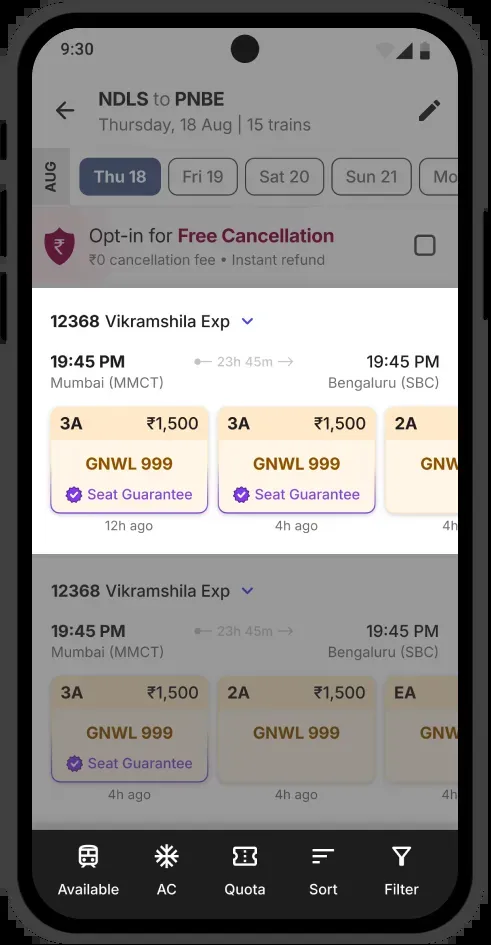 9:30
NDLS to PNBE
Thursday, 18 Aug | 15 trains
AUG
Thu 18 Fri 19 Sat 20 Sun 21 Mo
Opt-in for Free Cancellation
₹0 cancellation fee • Instant refund
12368 Vikramshila Exp
19:45 PM 23h 45m 19:45 PM
Mumbai (MMCT) Bengaluru (SBC)
3A ₹1,500 3A ₹1,500 2A
GNWL 999 GNWL 999 GNW
Seat Guarantee Seat Guarantee
12h ago 4h ago 4h
12368 Vikramshila Exp
19:45 PM 23h 45m 19:45 PM
Mumbai (MMCT) Bengaluru (SBC)
3A ₹1,500 2A ₹1,500 EA
GNWL 999 GNWL 999 GNW
Seat Guarantee
4h ago 4h ago 4h
Available AC Quota Sort Filter